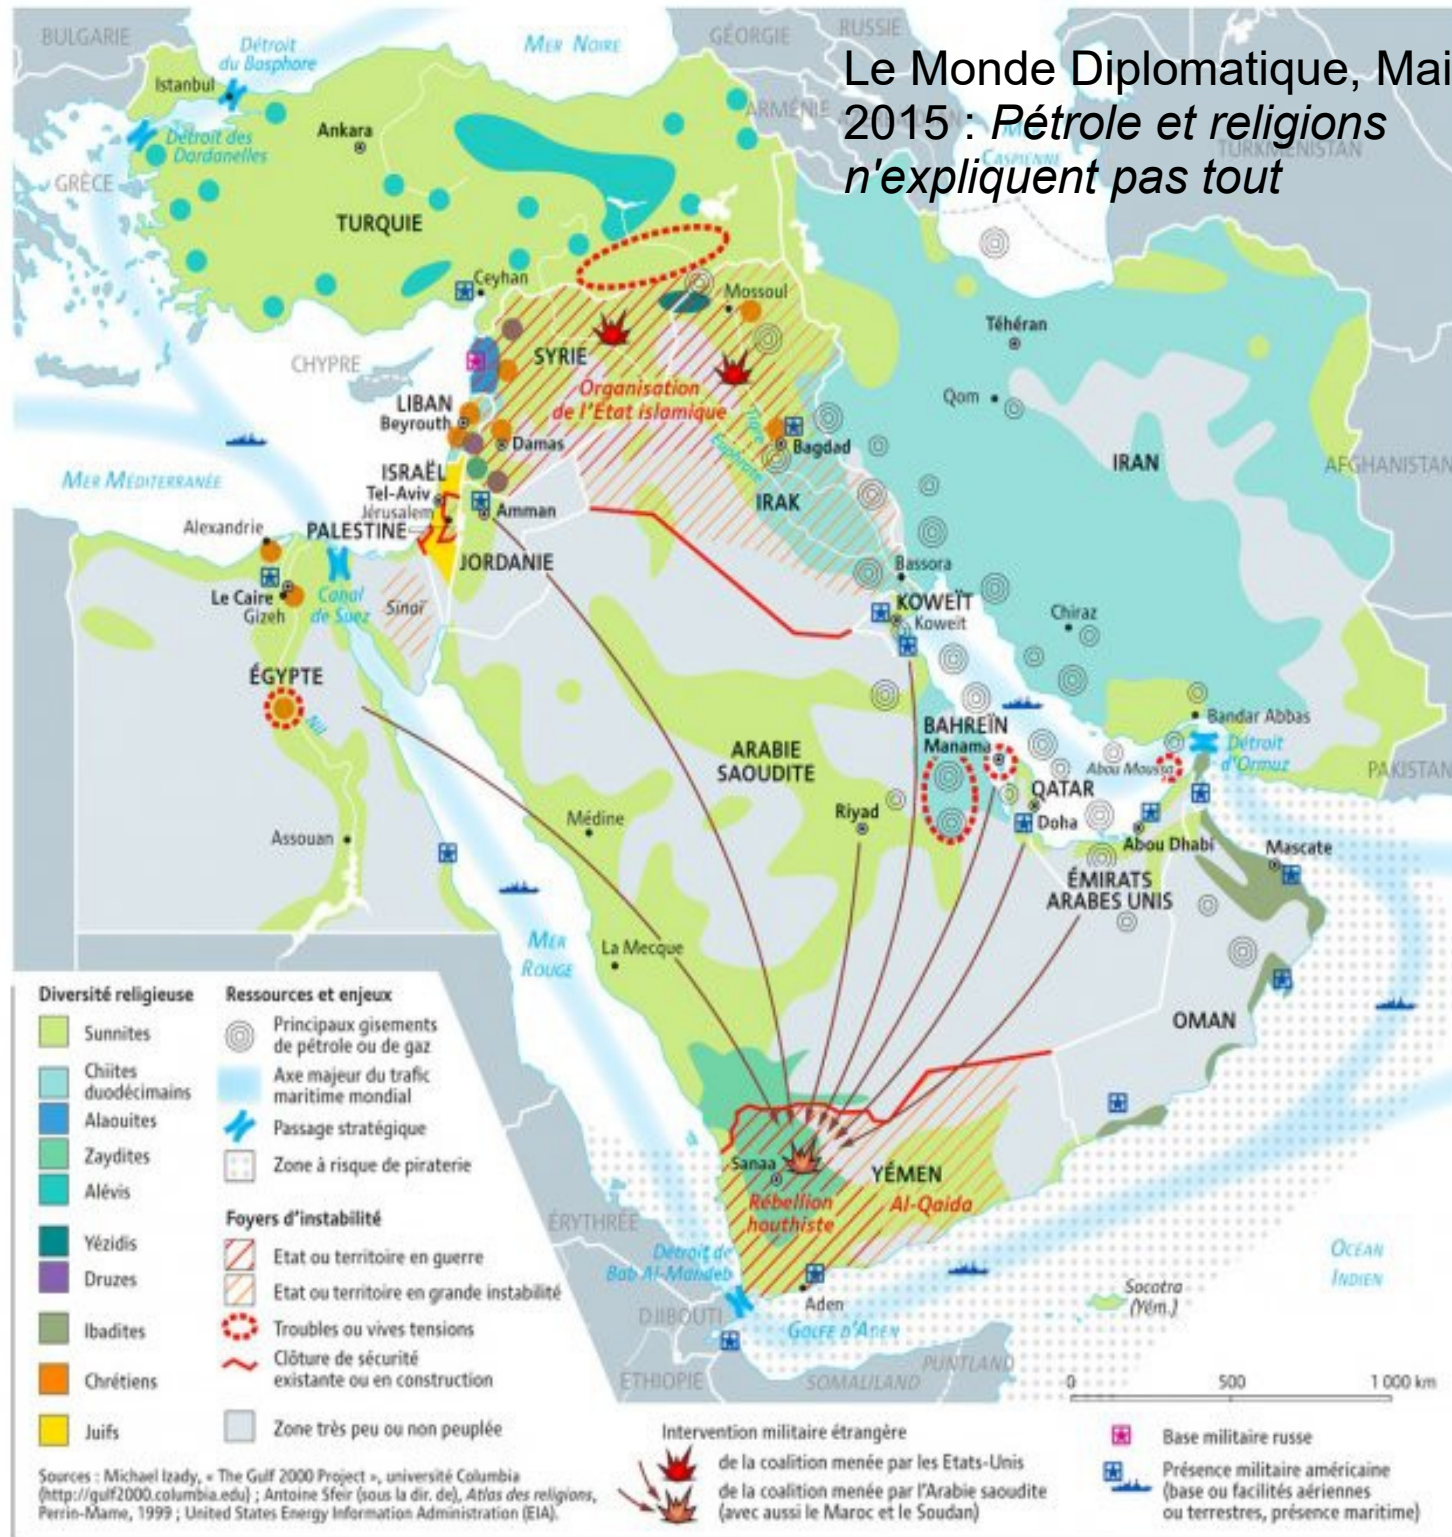 Le Monde Diplomatique, Mai
2015 : Pétrole et religions
n'expliquent pas tout
BULGARIE
Détroit
du Bosphore
MER NOIRE
GÉORGIE
RUSSIE
Istanbul
Ankara
ARMÉNIE
Détroit des
Dardanelles
CASPIENNE
TURKMÉNISTAN
GRÈCE
TURQUIE
Ceyhan
Mossoul
Téhéran
CHYPRE
SYRIE
Organisation
de l'État islamique
Qom
LIBAN
Beyrouth
Damas
Tigre
Euphrate
Bagdad
IRAN
AFGHANISTAN
MER MÉDITERRANÉE
ISRAËL
Tel-Aviv
Jérusalem
Amman
IRAK
Alexandrie
PALESTINE
JORDANIE
Bassora
Le Caire
Gizeh
Canal
de Suez
Sinaï
KOWEÏT
Koweit
Chiraz
ÉGYPTE
Nil
BAHREÏN
Manama
Bandar Abbas
Détroit
d'Ormuz
ARABIE
SAOUDITE
Abou Moussa
PAKISTAN
QATAR
Médine
Riyad
Doha
Assouan
Abou Dhabi
Mascate
ÉMIRATS
ARABES UNIS
MER
ROUGE
La Mecque
OMAN
Sanaa
YÉMEN
Rébellion
houthiste
Al-Qaida
ÉRYTHRÉE
Détroit de
Bab Al-Mandeb
OCÉAN
INDIEN
Socotra
(Yém.)
Aden
DJIBOUTI
GOLFE D'ADEN
PUNTLAND
ETHIOPIE
SOMALILAND
0 500 1 000 km
Diversité religieuse
Sunnites
Chiites
duodécimains
Alaouites
Zaydites
Alévis
Yézidis
Druzes
Ibadites
Chrétiens
Juifs
Ressources et enjeux
Principaux gisements
de pétrole ou de gaz
Axe majeur du trafic
maritime mondial
Passage stratégique
Zone à risque de piraterie
Foyers d'instabilité
Etat ou territoire en guerre
Etat ou territoire en grande instabilité
Troubles ou vives tensions
Clôture de sécurité
existante ou en construction
Zone très peu ou non peuplée
Intervention militaire étrangère
de la coalition menée par les Etats-Unis
de la coalition menée par l'Arabie saoudite
(avec aussi le Maroc et le Soudan)
Base militaire russe
Présence militaire américaine
(base ou facilités aériennes
ou terrestres, présence maritime)
Sources : Michael Izady, « The Gulf 2000 Project », université Columbia
(http://gulf2000.columbia.edu) ; Antoine Sfeir (sous la dir. de), Atlas des religions,
Perrin-Mame, 1999 ; United States Energy Information Administration (EIA).